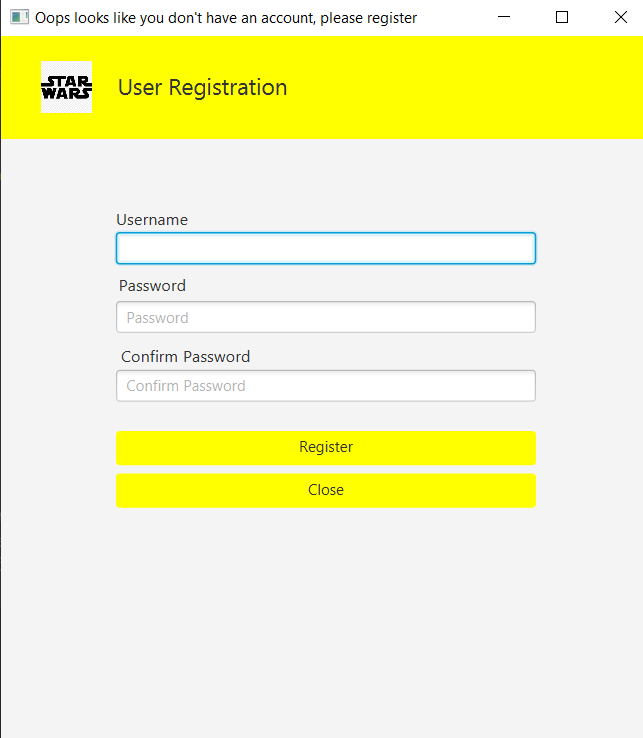 Oops looks like you don't have an account, please register
STAR
WARS
User Registration
Username
Password
Password
Confirm Password
Confirm Password
Register
Close